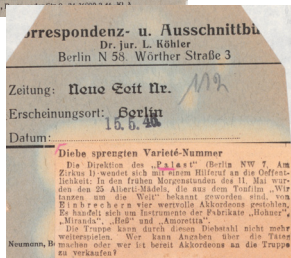 orrespondenz- u. Ausschnittbü
Dr. jur. L. Köhler
Berlin N 58. Wörther Straße 3
Zeitung: Neue Zeit Nr.
112
Erscheinungsort: Berlin
15. 5. 46.
Datum:
Diebe sprengten Varieté-Nummer
Die Direktion des „Palast" (Berlin NW 7, Am
Zirkus 1) wendet sich mit einem Hilferuf an die Oeffent-
lichkeit: In den frühen Morgenstunden des 11. Mai wur-
den den 25 Alberti-Mädels, die aus dem Tonfilm „Wir
tanzen um die Welt" bekannt geworden sind, von
Einbrechern vier wertvolle Akkordeons gestohlen.
Es handelt sich um Instrumente der Fabrikate „Hohner",
„Miranda", „Heß" und „Amoretta".
Die Truppe kann durch diesen Diebstahl nicht mehr
weiterspielen. Wer kann Angaben über die Täter
machen oder wer ist bereit Akkordeons an die Truppe
zu verkaufen?
Neumann, B